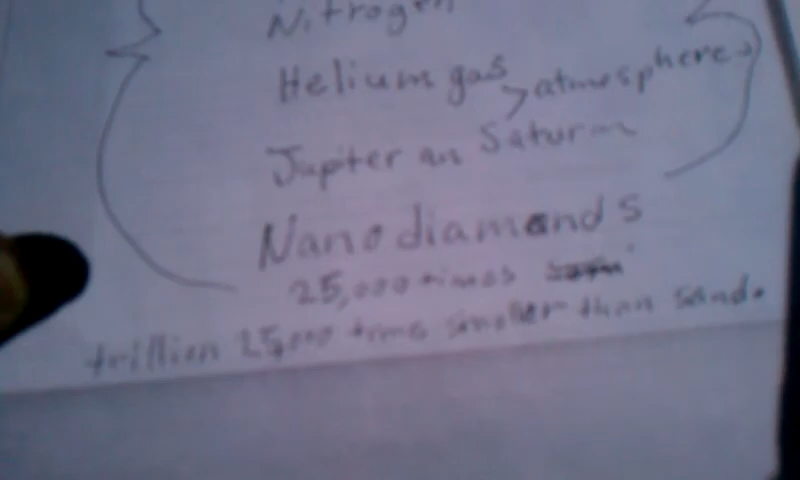 Nitrogen
Helium gas > atmosphere
Jupiter an Saturn
Nanodiamonds
25,000 times
trillion 25,000 time smaller than sand.